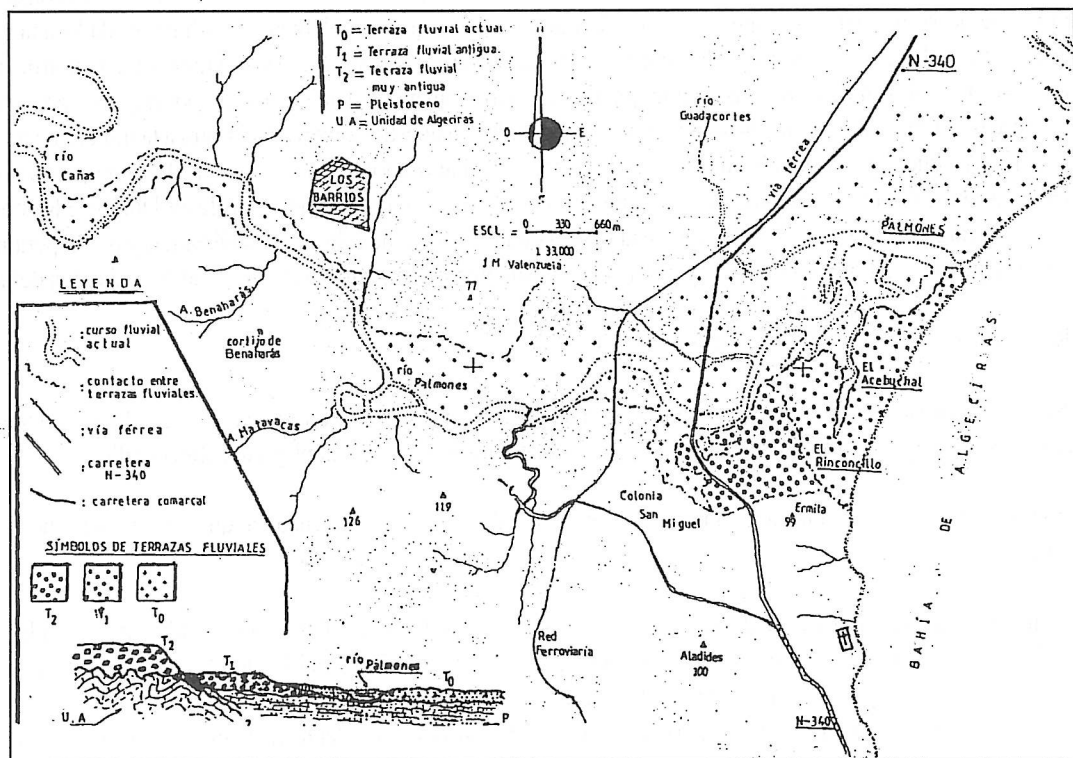 T0 = Terraza fluvial actual
T1 = Terraza fluvial antigua.
T2 = Tecraza fluvial
muy antigua
P = Pleistoceno
U.A = Unidad de Algeciras
O
E
ESCL. = 0 330 660 m.
1:33.000
J M Valenzuela
N-340
río
Guadacortes
vía férrea
río
Cañas
LOS
BARRIOS
PALMONES
77
A. Benaharás
cortijo de
Benaharás
río
Palmones
A. Matavacas
El
Acebuchal
El
Rinconcillo
Colonia
San
Miguel
Ermita
99
126
119
Red
Ferroviaría
Aladides
100
N-340
BAHÍA DE ALGECÍRAS
LEYENDA
: curso fluvial
actual
: contacto entre
terrazas fluviales.
: vía férrea
: carretera
N-340
: carretera comarcal
SÍMBOLOS DE TERRAZAS FLUVIALES
T2 T1 T0
T2
T1
río
Pálmones
T0
U.A
?
P